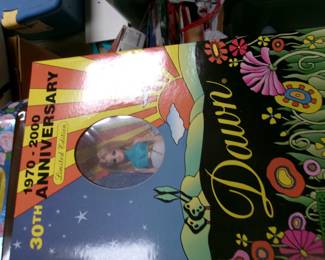 1970 - 2000
30TH ANNIVERSARY
Limited Edition
Dawn